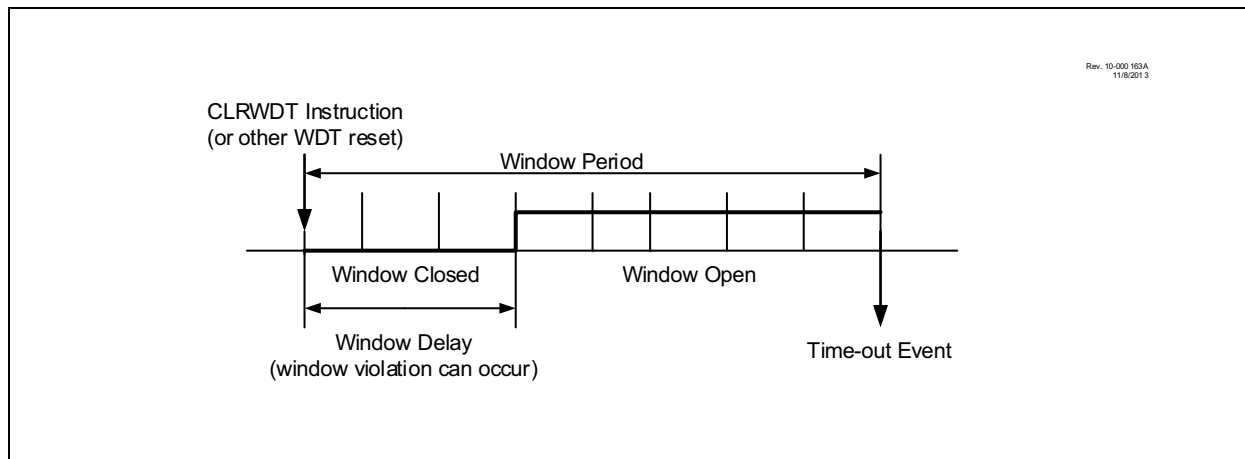 Rev. 10-000 163A
11/8/201 3
CLRWDT Instruction
(or other WDT reset)
Window Period
Window Closed
Window Open
Window Delay
(window violation can occur)
Time-out Event